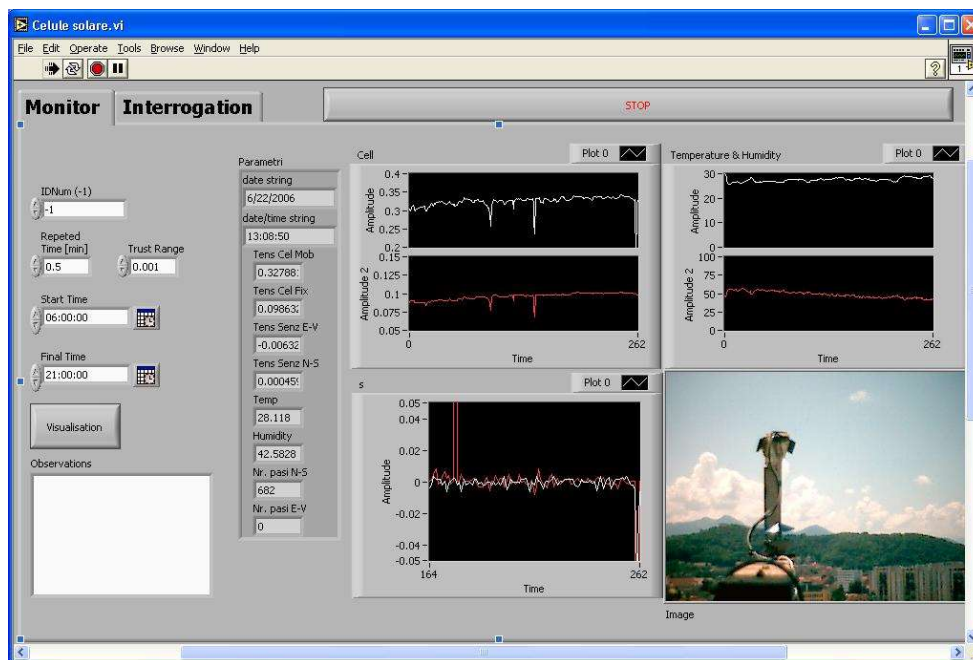 Celule solare.vi
File Edit Operate Tools Browse Window Help
Monitor Interrogation
STOP
IDNum (-1)
-1
Repeted
Time [min]
0.5
Trust Range
0.001
Start Time
06:00:00
Final Time
21:00:00
Visualisation
Observations
Parametri
date string
6/22/2006
date/time string
13:08:50
Tens Cel Mob
0.32788
Tens Cel Fix
0.09863
Tens Senz E-V
-0.00632
Tens Senz N-S
0.00045
Temp
28.118
Humidity
42.5828
Nr. pasi N-S
682
Nr. pasi E-V
0
Cell
Plot 0
Amplitude
0.4
0.35
0.3
0.25
0.2
Amplitude 2
0.15
0.125
0.1
0.075
0.05
0
262
Time
Temperature & Humidity
Plot 0
Amplitude
30
20
10
0
Amplitude 2
100
75
50
25
0
0
262
Time
s
Plot 0
Amplitude
0.05
0.04
0.02
0
-0.02
-0.04
-0.05
164
262
Time
Image
1